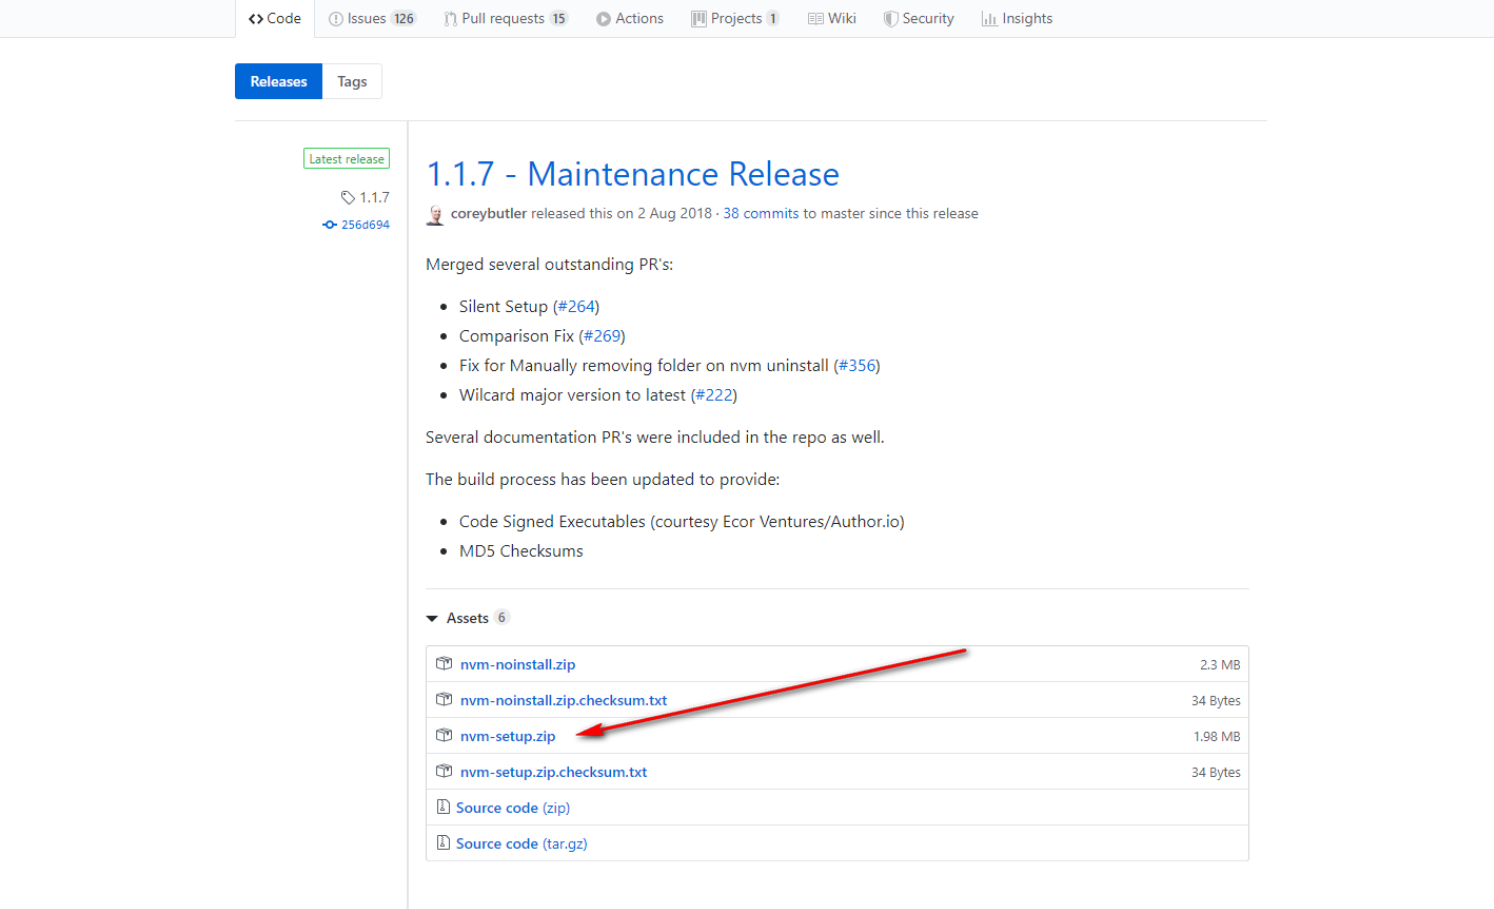 Code Issues 126 Pull requests 15 Actions Projects 1 Wiki Security Insights
Releases Tags
Latest release
1.1.7
256d694
1.1.7 - Maintenance Release
coreybutler released this on 2 Aug 2018 · 38 commits to master since this release
Merged several outstanding PR's:
• Silent Setup (#264)
• Comparison Fix (#269)
• Fix for Manually removing folder on nvm uninstall (#356)
• Wilcard major version to latest (#222)
Several documentation PR's were included in the repo as well.
The build process has been updated to provide:
• Code Signed Executables (courtesy Ecor Ventures/Author.io)
• MD5 Checksums
Assets 6
nvm-noinstall.zip 2.3 MB
nvm-noinstall.zip.checksum.txt 34 Bytes
nvm-setup.zip 1.98 MB
nvm-setup.zip.checksum.txt 34 Bytes
Source code (zip)
Source code (tar.gz)